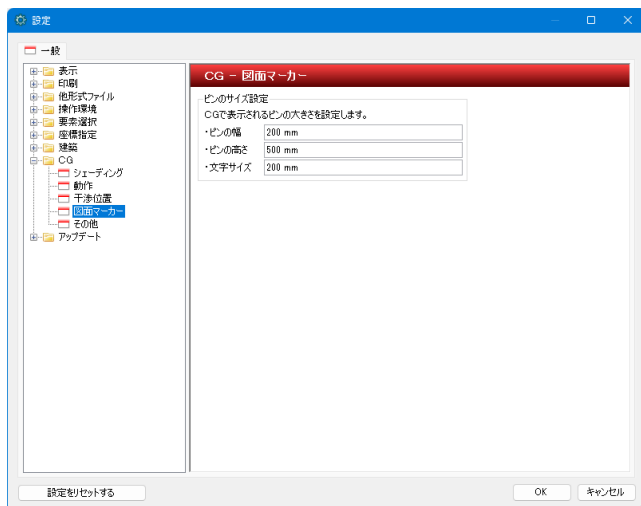 設定
一般
表示
印刷
他形式ファイル
操作環境
要素選択
座標指定
建築
CG
シェーディング
動作
干渉位置
図面マーカー
その他
アップデート
CG - 図面マーカー
ピンのサイズ設定
CGで表示されるピンの大きさを設定します。
・ピンの幅 200 mm
・ピンの高さ 500 mm
・文字サイズ 200 mm
設定をリセットする
OK キャンセル